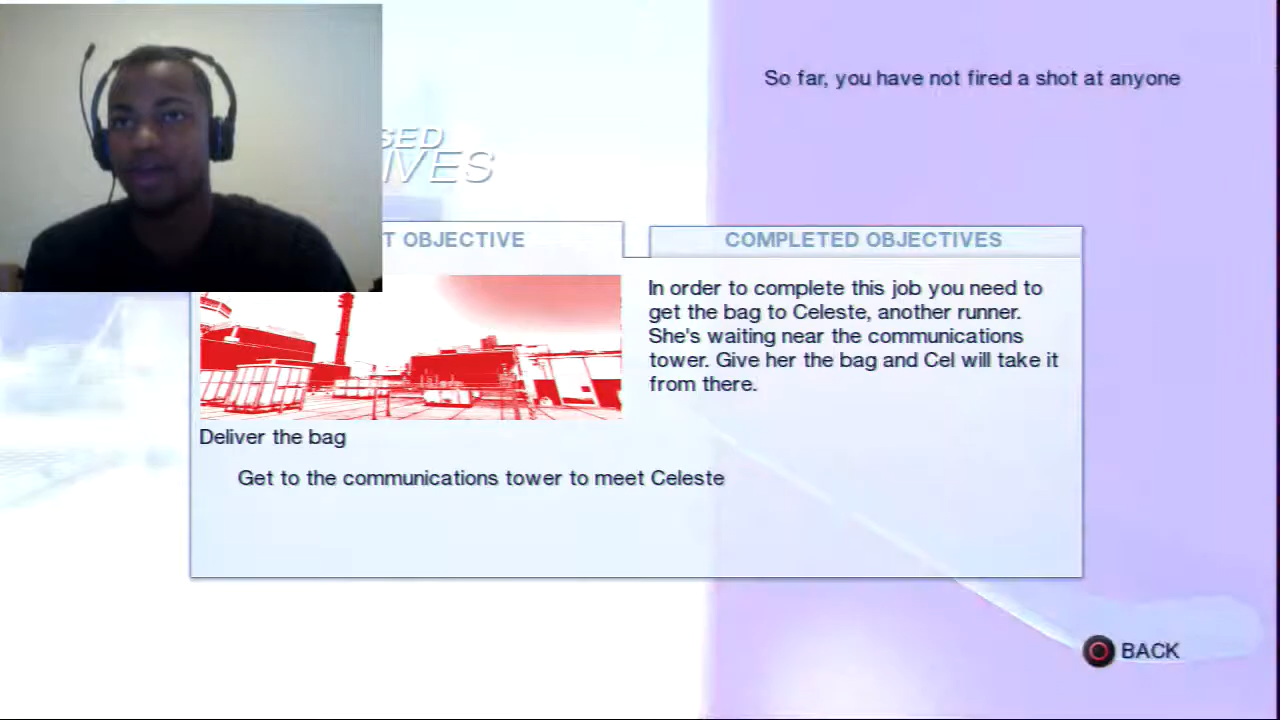 So far, you have not fired a shot at anyone
SED
IVES
T OBJECTIVE
COMPLETED OBJECTIVES
In order to complete this job you need to
get the bag to Celeste, another runner.
She's waiting near the communications
tower. Give her the bag and Cel will take it
from there.
Deliver the bag
Get to the communications tower to meet Celeste
BACK